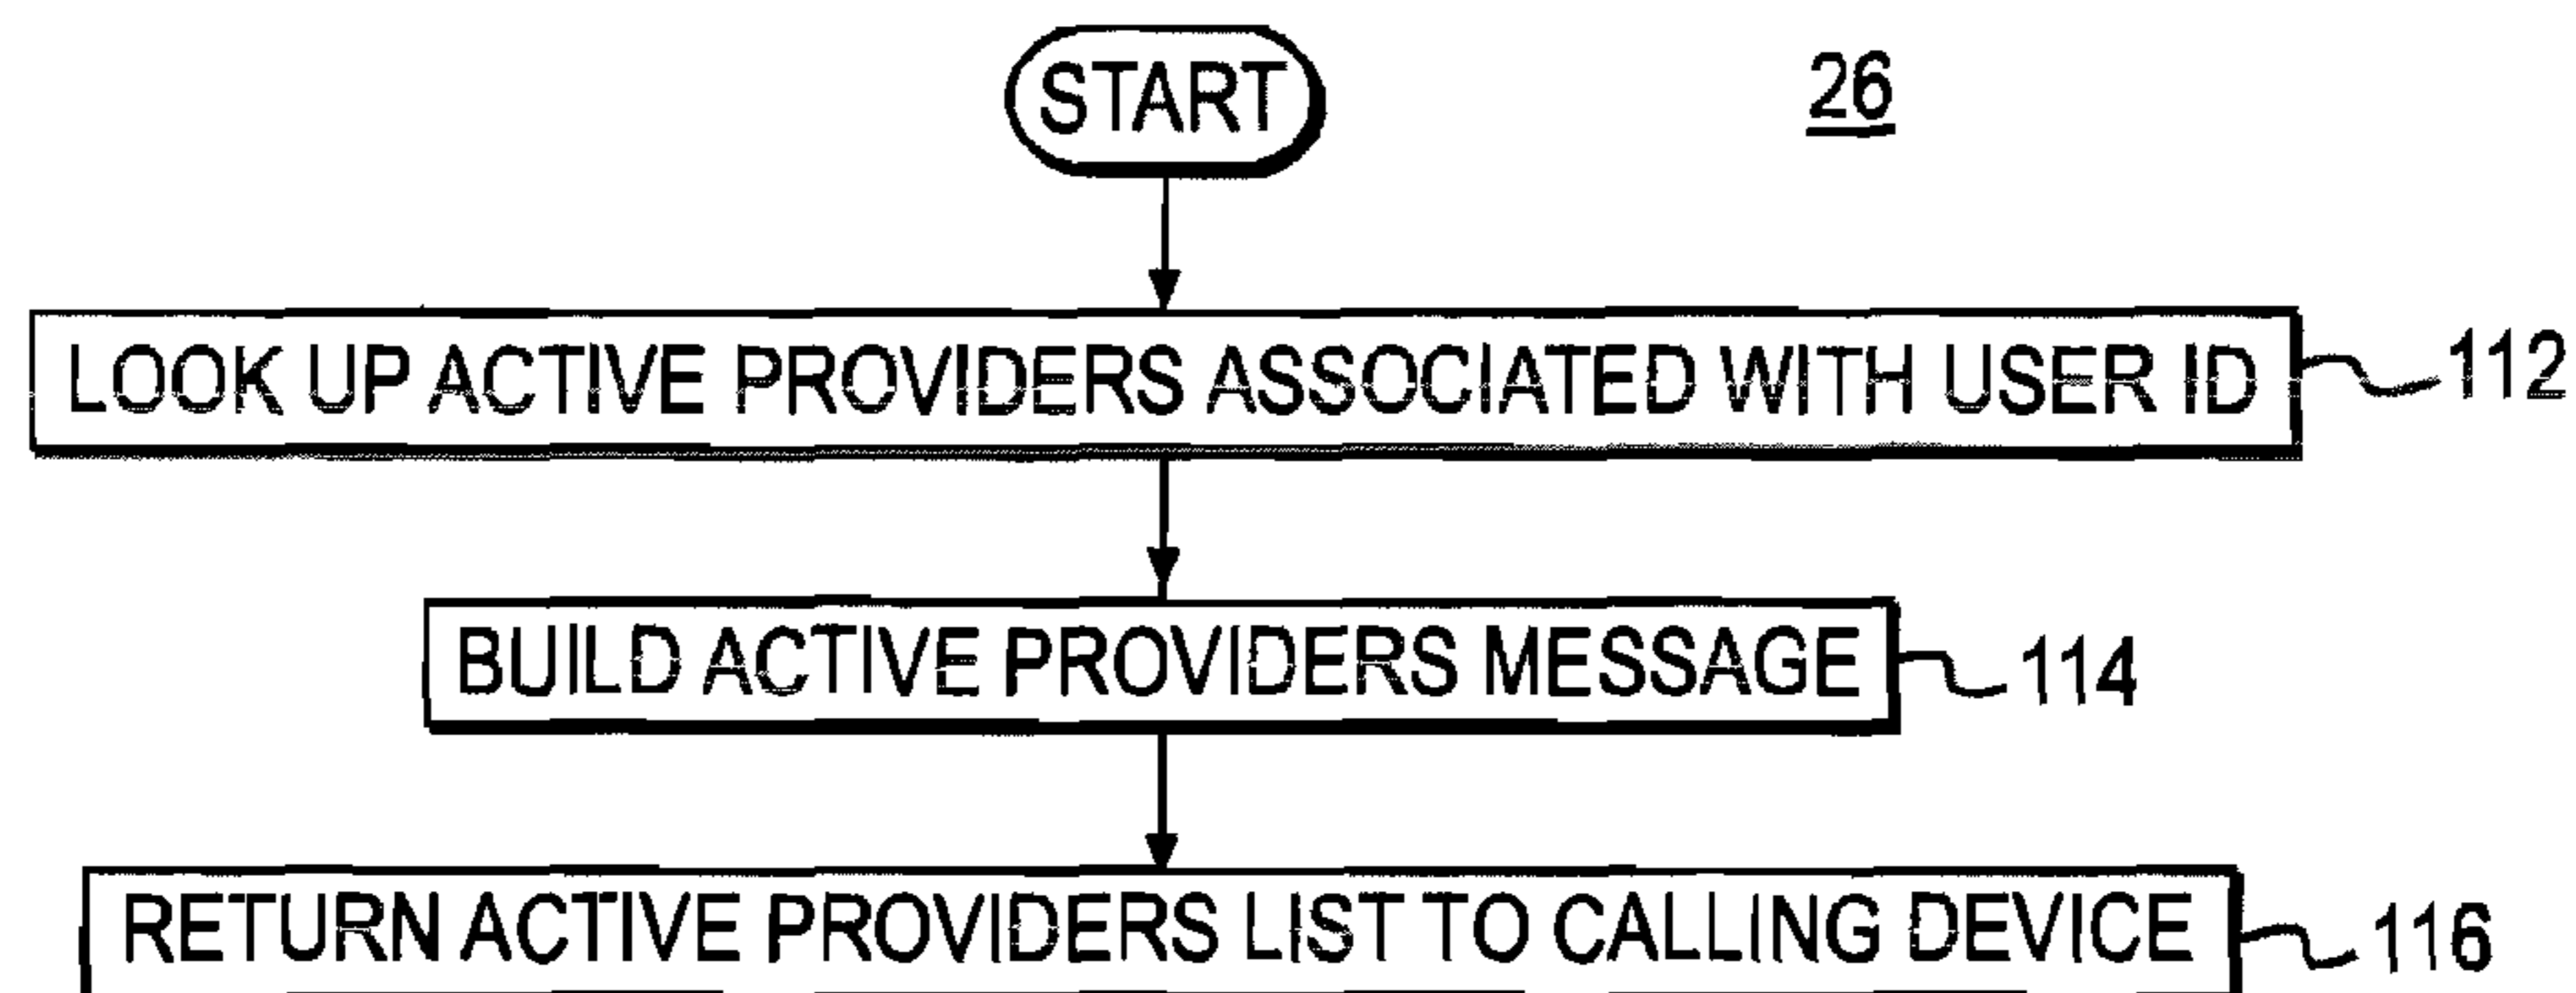 START
26
LOOK UP ACTIVE PROVIDERS ASSOCIATED WITH USER ID
112
BUILD ACTIVE PROVIDERS MESSAGE
114
RETURN ACTIVE PROVIDERS LIST TO CALLING DEVICE
116